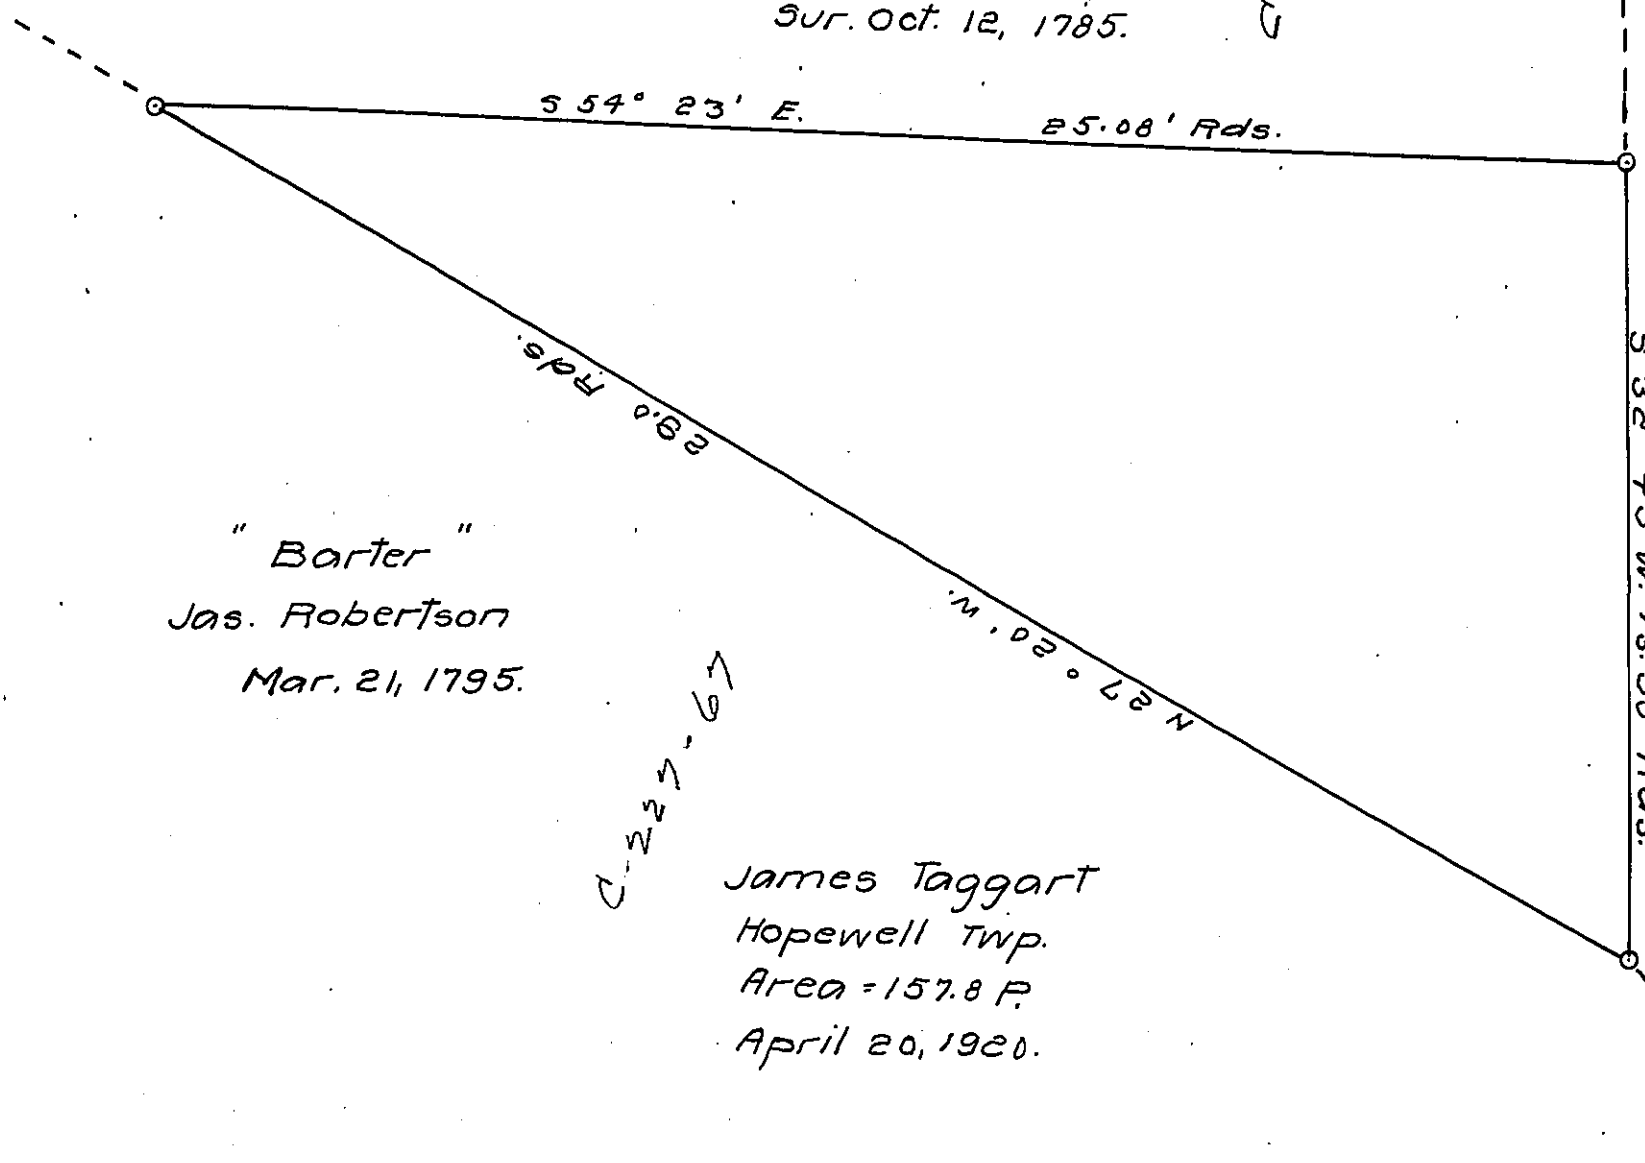 Sur. Oct. 12, 1785.
S 54° 23' E. 25.08' Rds.
29.0 Rds.
N 27° 20' W.
"Barter"
Jas. Robertson
Mar. 21, 1795.
C-227-67
James Taggart
Hopewell Twp.
Area = 157.8 P.
April 20, 1920.